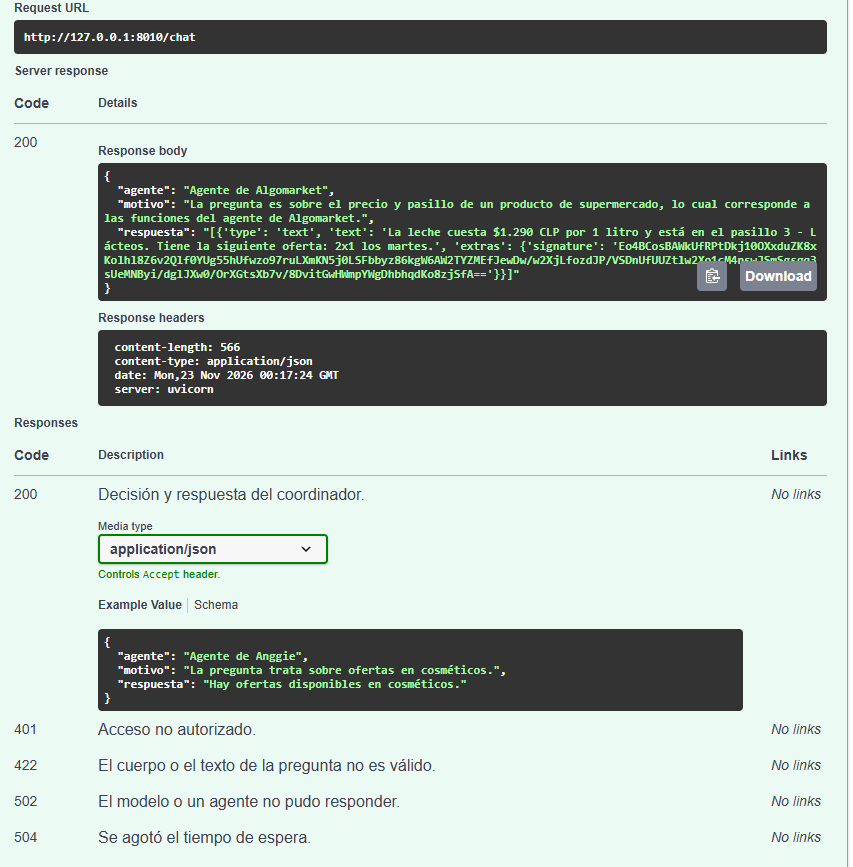 Request URL
http://127.0.0.1:8010/chat
Server response
Code Details
200
Response body
{
"agente": "Agente de Algomarket",
"motivo": "La pregunta es sobre el precio y pasillo de un producto de supermercado, lo cual corresponde a
las funciones del agente de Algomarket.",
"respuesta": "[{'type': 'text', 'text': 'La leche cuesta $1.290 CLP por 1 litro y está en el pasillo 3 - L
ácteos. Tiene la siguiente oferta: 2x1 los martes.', 'extras': {'signature':
}}]"
}
Download
Response headers
content-length: 566
content-type: application/json
date: Mon,23 Nov 2026 00:17:24 GMT
server: uvicorn
Responses
Code Description Links
200 Decisión y respuesta del coordinador. No links
Media type
application/json
Controls Accept header.
Example Value Schema
{
"agente": "Agente de Anggie",
"motivo": "La pregunta trata sobre ofertas en cosméticos.",
"respuesta": "Hay ofertas disponibles en cosméticos."
}
401 Acceso no autorizado. No links
422 El cuerpo o el texto de la pregunta no es válido. No links
502 El modelo o un agente no pudo responder. No links
504 Se agotó el tiempo de espera. No links